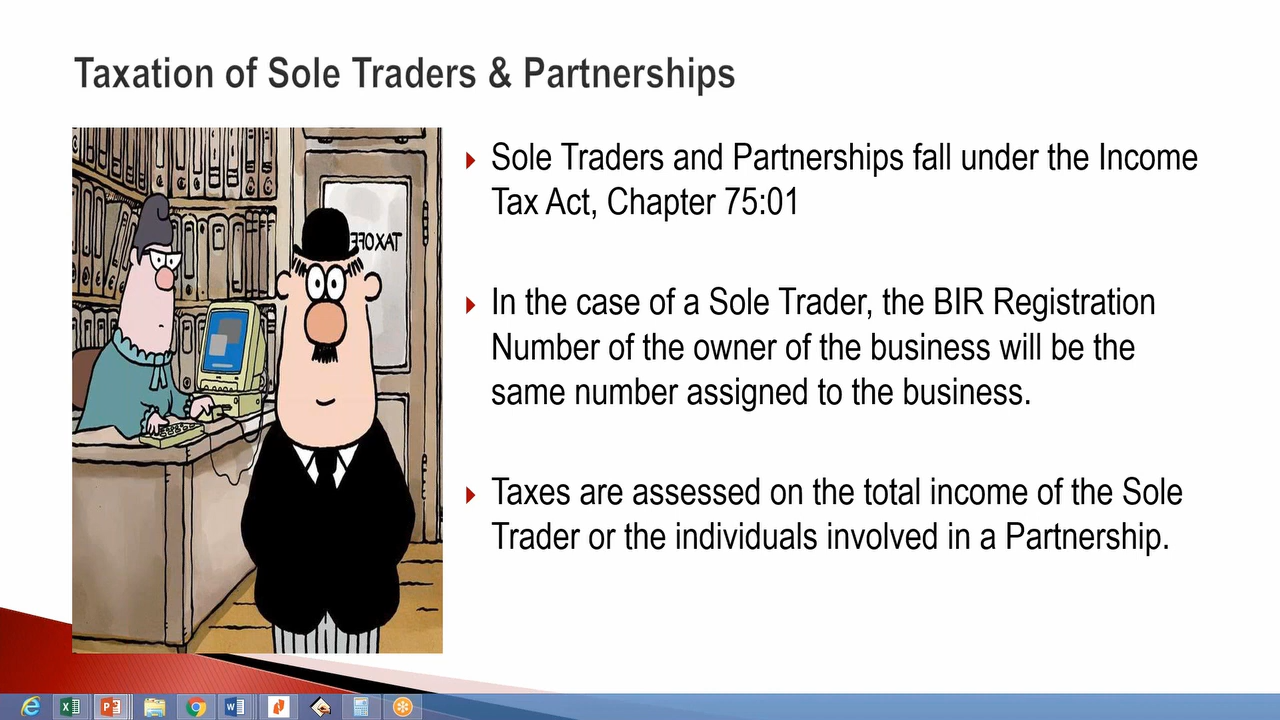 Taxation of Sole Traders & Partnerships
Sole Traders and Partnerships fall under the Income
Tax Act, Chapter 75:01
In the case of a Sole Trader, the BIR Registration
Number of the owner of the business will be the
same number assigned to the business.
Taxes are assessed on the total income of the Sole
Trader or the individuals involved in a Partnership.